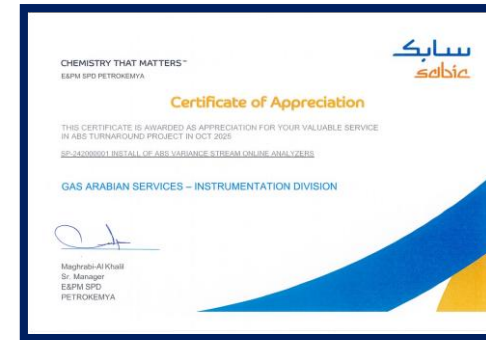 سابك
sabic
CHEMISTRY THAT MATTERS™
E&PM SPD PETROKEMYA
Certificate of Appreciation
THIS CERTIFICATE IS AWARDED AS APPRECIATION FOR YOUR VALUABLE SERVICE
IN ABS TURNAROUND PROJECT IN OCT 2025
SP-242000001 INSTALL OF ABS VARIANCE STREAM ONLINE ANALYZERS
GAS ARABIAN SERVICES – INSTRUMENTATION DIVISION
Maghrabi-Al Khalil
Sr. Manager
E&PM SPD
PETROKEMYA